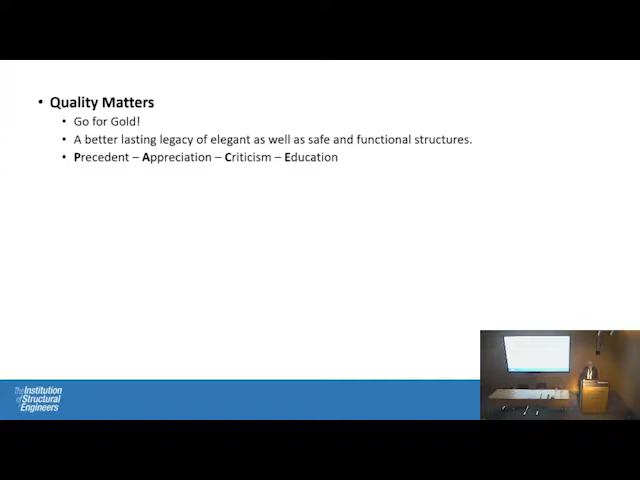 Quality Matters
Go for Gold!
A better lasting legacy of elegant as well as safe and functional structures.
Precedent – Appreciation – Criticism – Education
The Institution
of Structural
Engineers